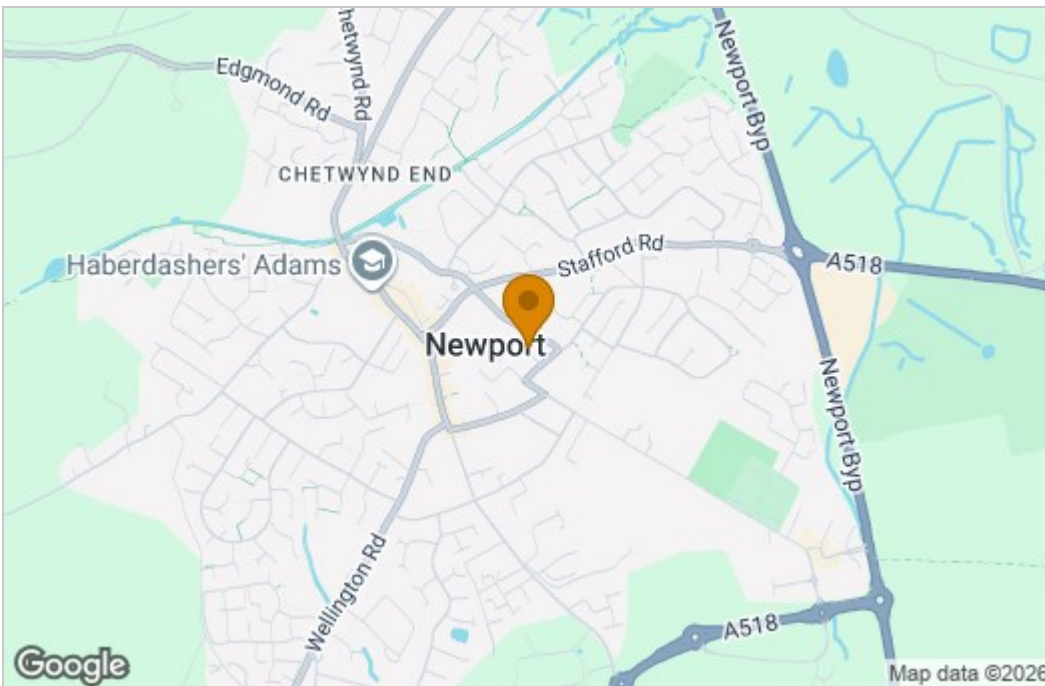 hetwynd Rd
Edgmond Rd
Newport Byp
CHETWYND END
Haberdashers' Adams
Stafford Rd
A518
Newport
Newport Byp
Wellington Rd
A518
Google
Map data ©2026